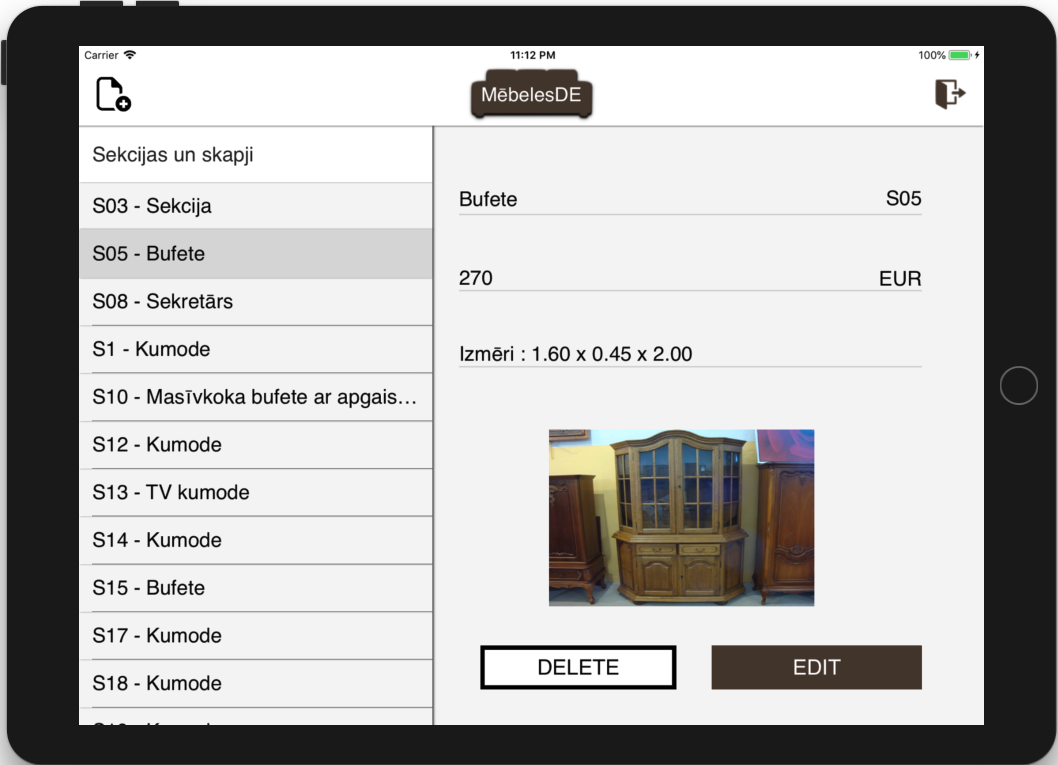 Carrier
11:12 PM
100%
MēbelesDE
Sekcijas un skapji
S03 - Sekcija
S05 - Bufete
S08 - Sekretārs
S1 - Kumode
S10 - Masīvkoka bufete ar apgais...
S12 - Kumode
S13 - TV kumode
S14 - Kumode
S15 - Bufete
S17 - Kumode
S18 - Kumode
Bufete S05
270 EUR
Izmēri : 1.60 x 0.45 x 2.00
DELETE
EDIT